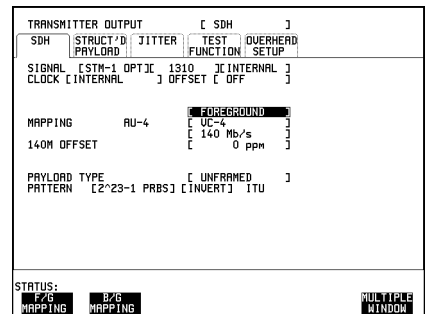 TRANSMITTER OUTPUT [ SDH ]
SDH STRUCT'D PAYLOAD JITTER TEST FUNCTION OVERHEAD SETUP
SIGNAL [STM-1 OPT][ 1310 ][INTERNAL ]
CLOCK [INTERNAL ] OFFSET [ OFF ]
[ FOREGROUND ]
MAPPING AU-4 [ VC-4 ]
[ 140 Mb/s ]
140M OFFSET [ 0 PPM ]
PAYLOAD TYPE [ UNFRAMED ]
PATTERN [2^23-1 PRBS] [INVERT] ITU
STATUS:
F/G MAPPING B/G MAPPING MULTIPLE WINDOW